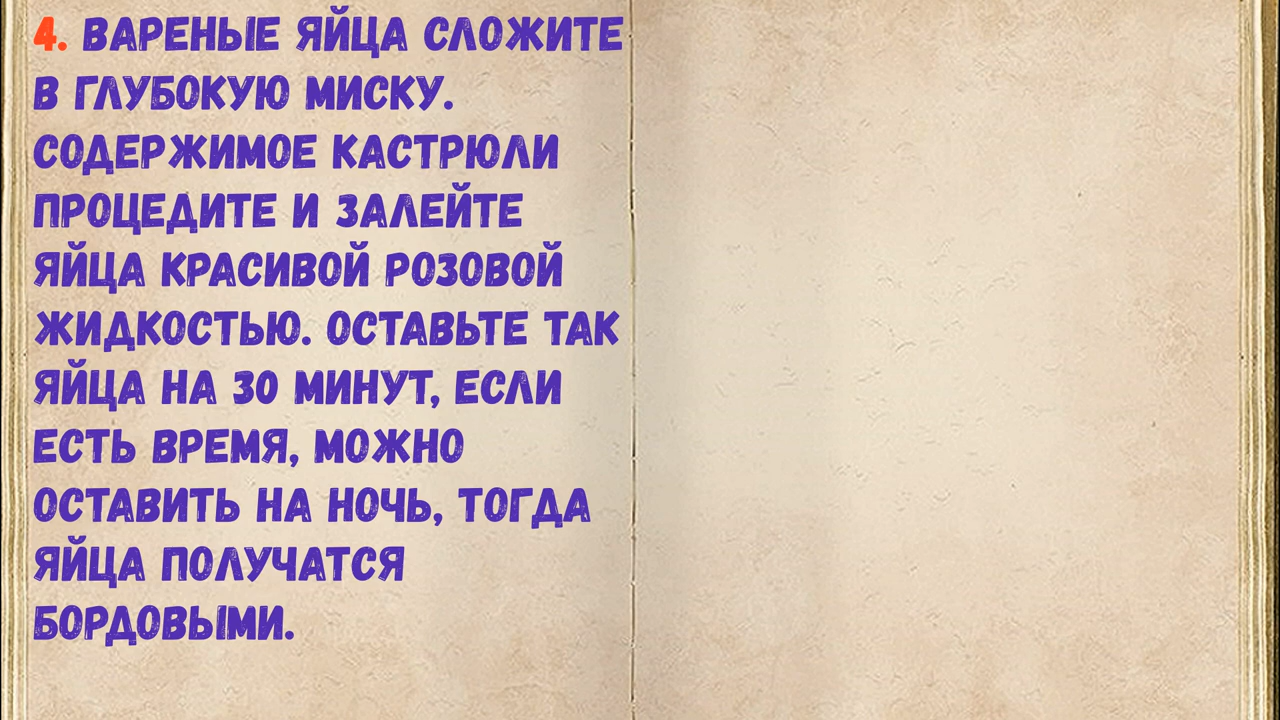 4. ВАРЕНЫЕ ЯЙЦА СЛОЖИТЕ
В ГЛУБОКУЮ МИСКУ.
СОДЕРЖИМОЕ КАСТРЮЛИ
ПРОЦЕДИТЕ И ЗАЛЕЙТЕ
ЯЙЦА КРАСИВОЙ РОЗОВОЙ
ЖИДКОСТЬЮ. ОСТАВЬТЕ ТАК
ЯЙЦА НА 30 МИНУТ, ЕСЛИ
ЕСТЬ ВРЕМЯ, МОЖНО
ОСТАВИТЬ НА НОЧЬ, ТОГДА
ЯЙЦА ПОЛУЧАТСЯ
БОРДОВЫМИ.